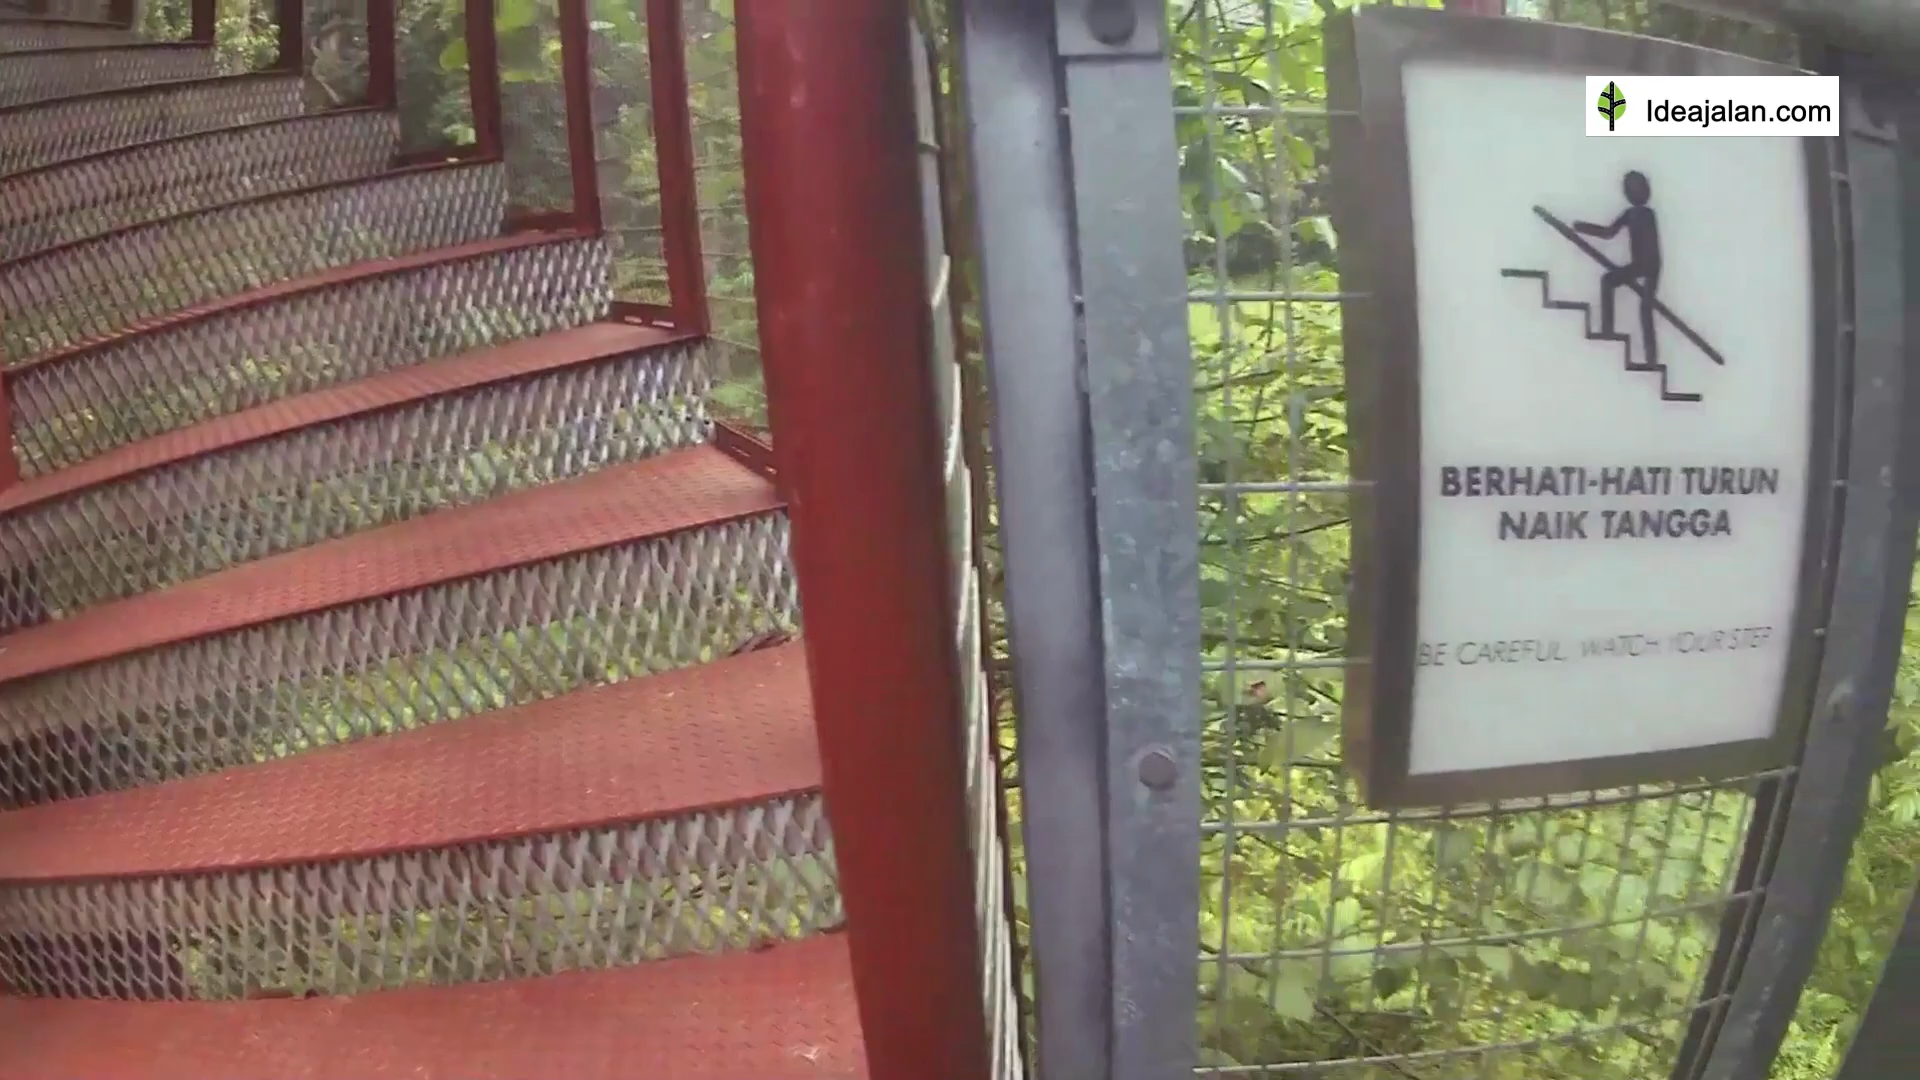 Ideajalan.com
BERHATI-HATI TURUN
NAIK TANGGA
BE CAREFUL, WATCH YOUR STEP